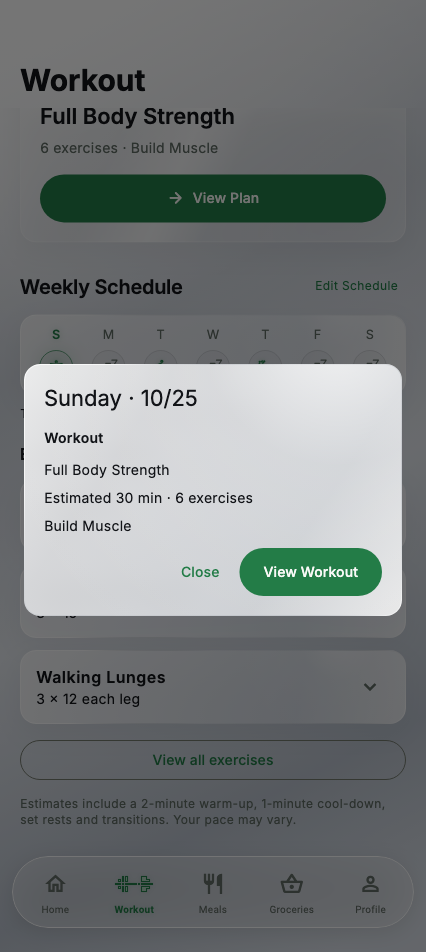 Workout
Full Body Strength
6 exercises · Build Muscle
→ View Plan
Weekly Schedule
Edit Schedule
S M T W T F S
Sunday · 10/25
Workout
Full Body Strength
Estimated 30 min · 6 exercises
Build Muscle
Close
View Workout
Walking Lunges
3 × 12 each leg
View all exercises
Estimates include a 2-minute warm-up, 1-minute cool-down,
set rests and transitions. Your pace may vary.
Home Workout Meals Groceries Profile